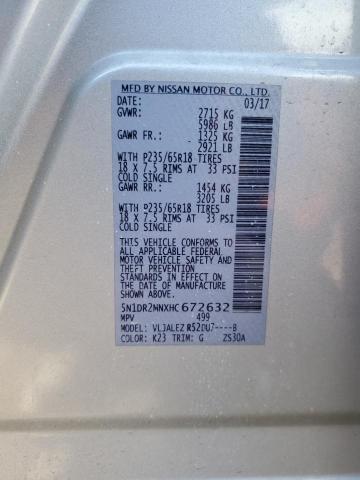 MFD BY NISSAN MOTOR CO., LTD.
DATE: 03/17
GVWR: 2715 KG
5986 LB
GAWR FR.: 1325 KG
2921 LB
WITH P235/65R18 TIRES
18 X 7.5 RIMS AT 33 PSI
COLD SINGLE
GAWR RR.: 1454 KG
3205 LB
WITH P235/65R18 TIRES
18 X 7.5 RIMS AT 33 PSI
COLD SINGLE
THIS VEHICLE CONFORMS TO
ALL APPLICABLE FEDERAL
MOTOR VEHICLE SAFETY AND
THEFT PREVENTION
STANDARDS IN EFFECT ON
THE DATE OF MANUFACTURE
SHOWN ABOVE.
5N1DR2MNXHC672632
MPV 499
MODEL: VLJALEZ R52DU7----B
COLOR: K23 TRIM: G ZS30A